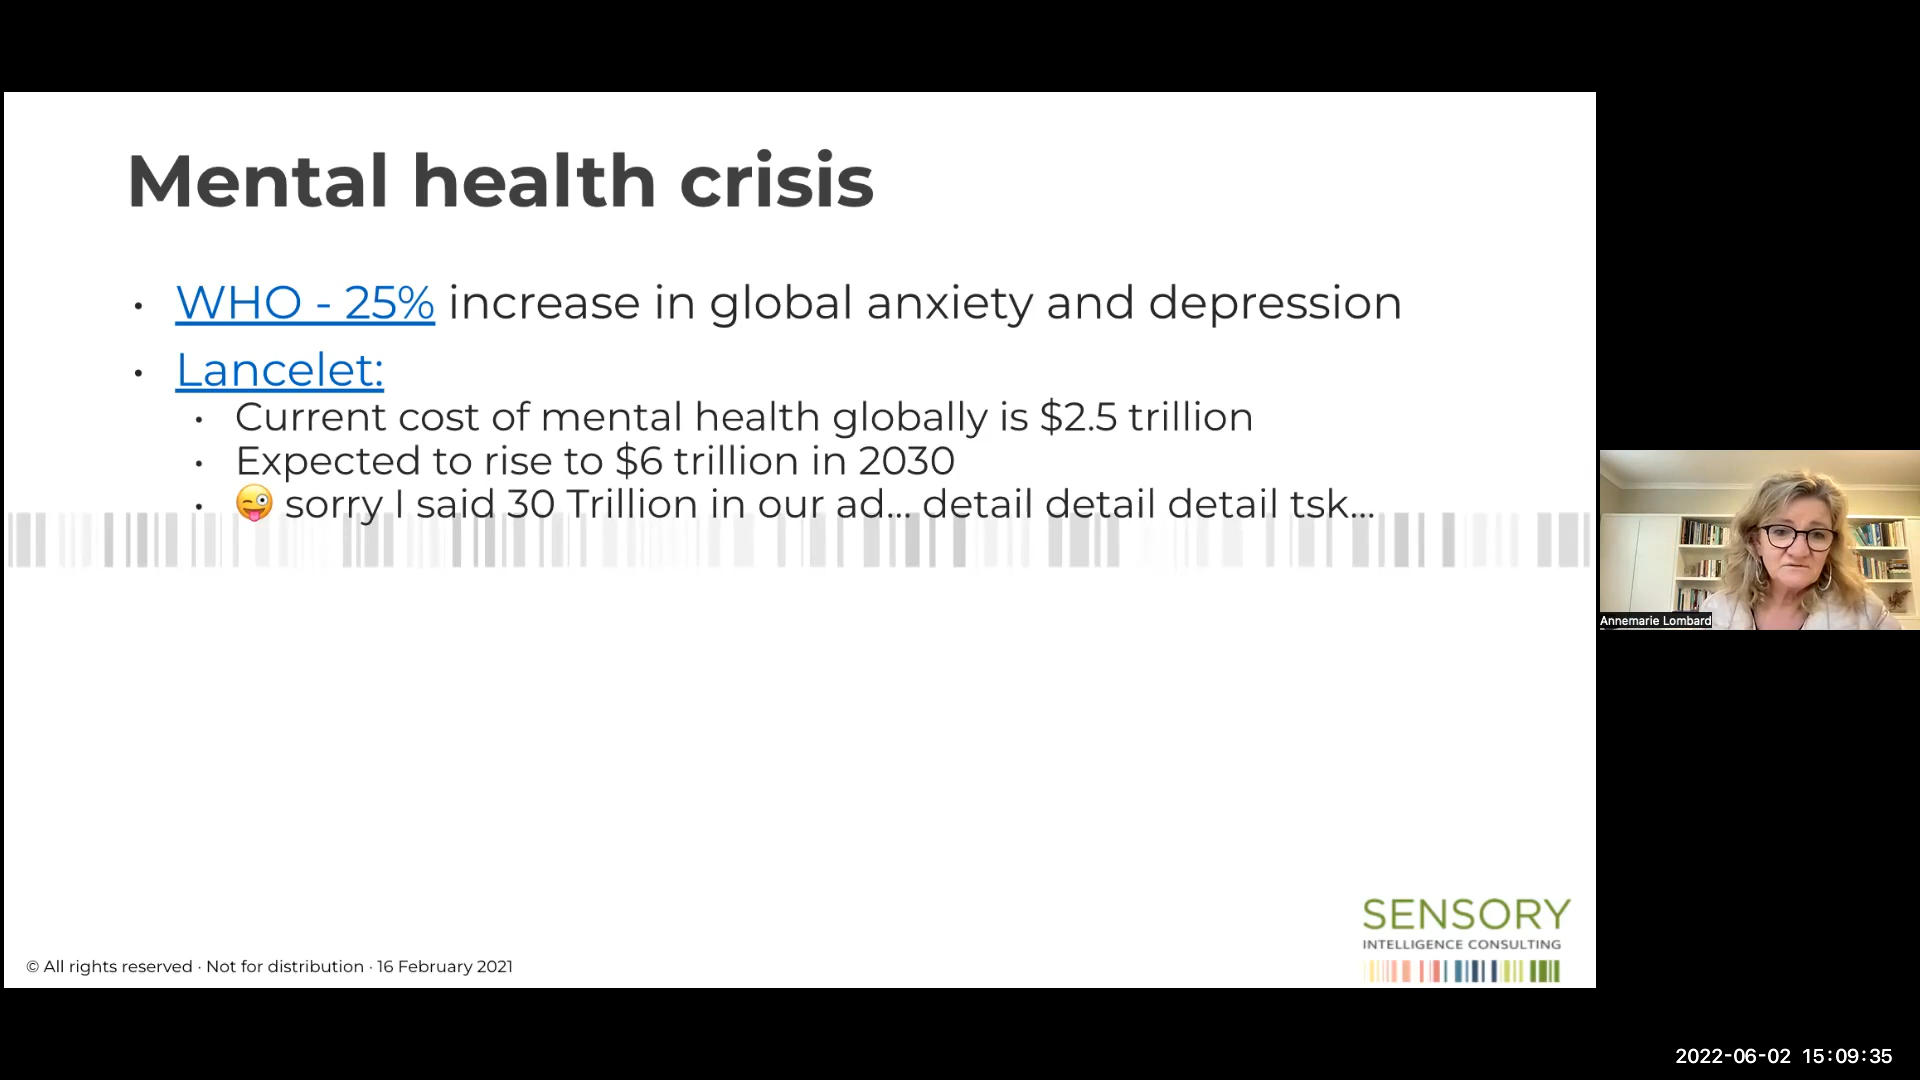 Mental health crisis
• WHO - 25% increase in global anxiety and depression
• Lancelet:
• Current cost of mental health globally is $2.5 trillion
• Expected to rise to $6 trillion in 2030
• 😜 sorry I said 30 Trillion in our ad... detail detail detail tsk...
Annemarie Lombard
SENSORY
INTELLIGENCE CONSULTING
© All rights reserved · Not for distribution · 16 February 2021
2022-06-02 15:09:35